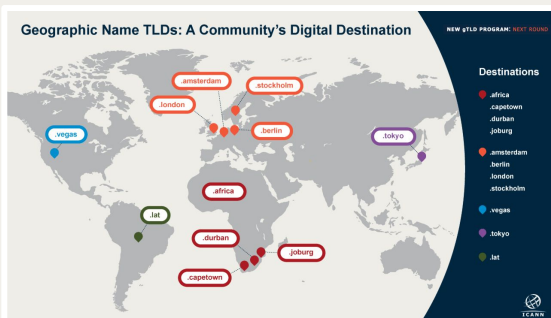 Geographic Name TLDs: A Community's Digital Destination
NEW gTLD PROGRAM: NEXT ROUND
.amsterdam
.stockholm
.london
.berlin
.vegas
.tokyo
.africa
.lat
.durban
.joburg
.capetown
Destinations
.africa
.capetown
.durban
.joburg
.amsterdam
.berlin
.london
.stockholm
.vegas
.tokyo
.lat
ICANN